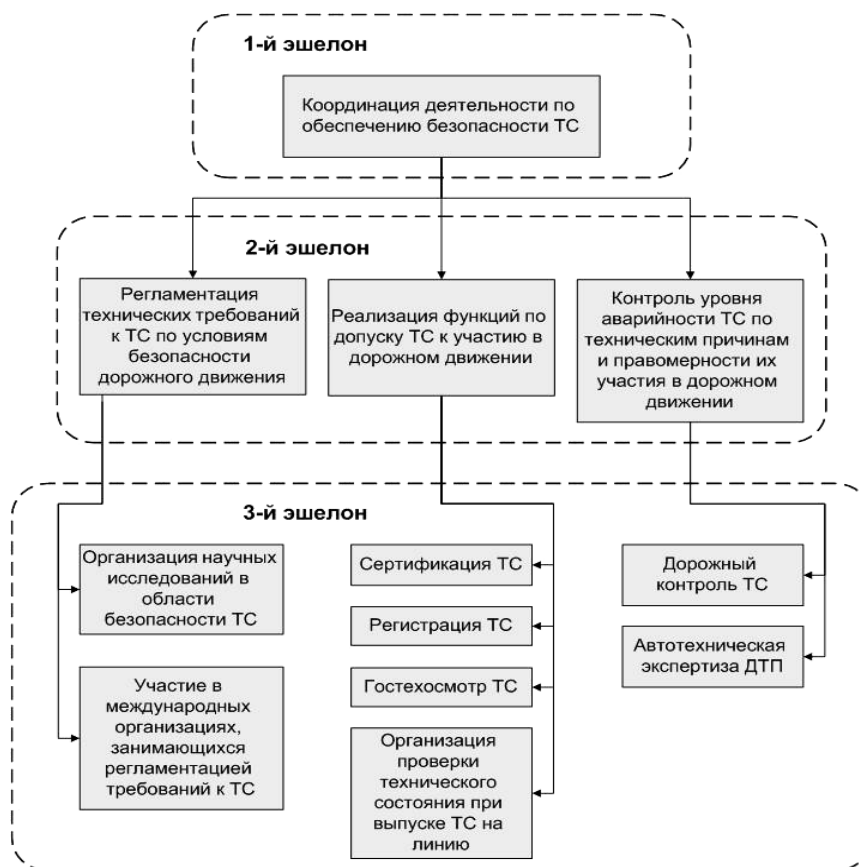 1-й эшелон
Координация деятельности по
обеспечению безопасности ТС
2-й эшелон
Регламентация
технических требований
к ТС по условиям
безопасности
дорожного движения
Реализация функций по
допуску ТС к участию в
дорожном движении
Контроль уровня
аварийности ТС по
техническим причинам
и правомерности их
участия в дорожном
движении
3-й эшелон
Организация научных
исследований в
области
безопасности ТС
Участие в
международных
организациях,
занимающихся
регламентацией
требований к ТС
Сертификация ТС
Регистрация ТС
Гостехосмотр ТС
Организация
проверки
технического
состояния при
выпуске ТС на
линию
Дорожный
контроль ТС
Автотехническая
экспертиза ДТП